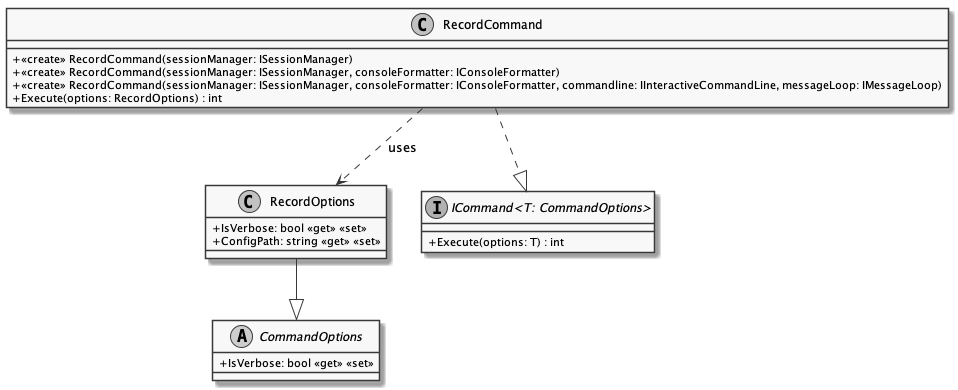 C RecordCommand
+«create» RecordCommand(sessionManager: ISessionManager)
+«create» RecordCommand(sessionManager: ISessionManager, consoleFormatter: IConsoleFormatter)
+«create» RecordCommand(sessionManager: ISessionManager, consoleFormatter: IConsoleFormatter, commandline: IInteractiveCommandLine, messageLoop: IMessageLoop)
+Execute(options: RecordOptions) : int
uses
C RecordOptions
+IsVerbose: bool «get» «set»
+ConfigPath: string «get» «set»
I ICommand<T: CommandOptions>
+Execute(options: T) : int
A CommandOptions
+IsVerbose: bool «get» «set»